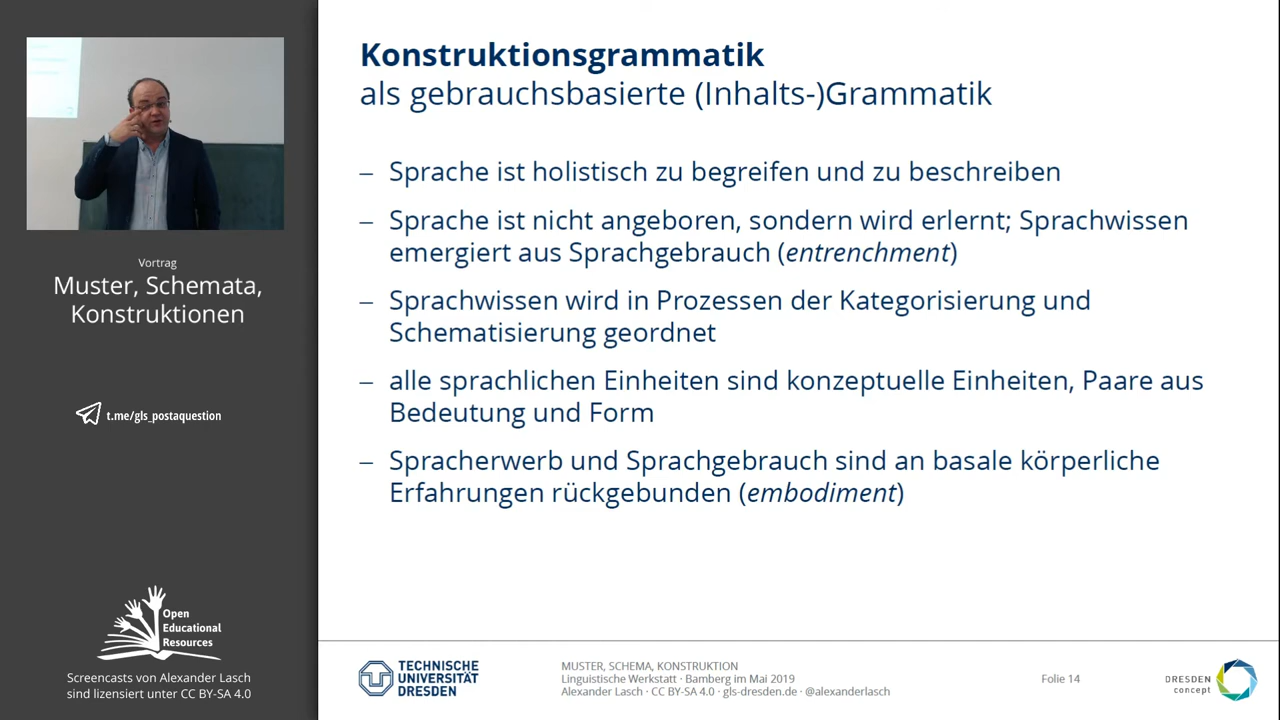 Konstruktionsgrammatik
als gebrauchsbasierte (Inhalts-)Grammatik
– Sprache ist holistisch zu begreifen und zu beschreiben
– Sprache ist nicht angeboren, sondern wird erlernt; Sprachwissen
emergiert aus Sprachgebrauch (entrenchment)
– Sprachwissen wird in Prozessen der Kategorisierung und
Schematisierung geordnet
– alle sprachlichen Einheiten sind konzeptuelle Einheiten, Paare aus
Bedeutung und Form
– Spracherwerb und Sprachgebrauch sind an basale körperliche
Erfahrungen rückgebunden (embodiment)
Vortrag
Muster, Schemata,
Konstruktionen
t.me/gls_postaquestion
Open
Educational
Resources
Screencasts von Alexander Lasch
sind lizensiert unter CC BY-SA 4.0
TECHNISCHE
UNIVERSITÄT
DRESDEN
MUSTER, SCHEMA, KONSTRUKTION
Linguistische Werkstatt · Bamberg im Mai 2019
Alexander Lasch · CC BY-SA 4.0 · gls-dresden.de · @alexanderlasch
Folie 14
DRESDEN
concept